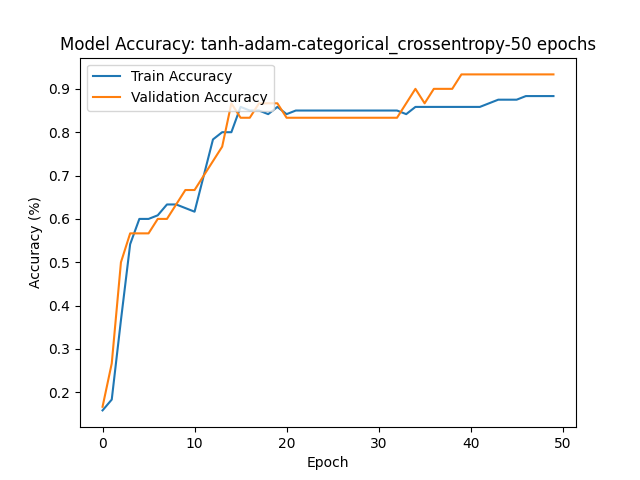 Model Accuracy: tanh-adam-categorical_crossentropy-50 epochs
Train Accuracy
Validation Accuracy
Accuracy (%)
0.9
0.8
0.7
0.6
0.5
0.4
0.3
0.2
0 10 20 30 40 50
Epoch